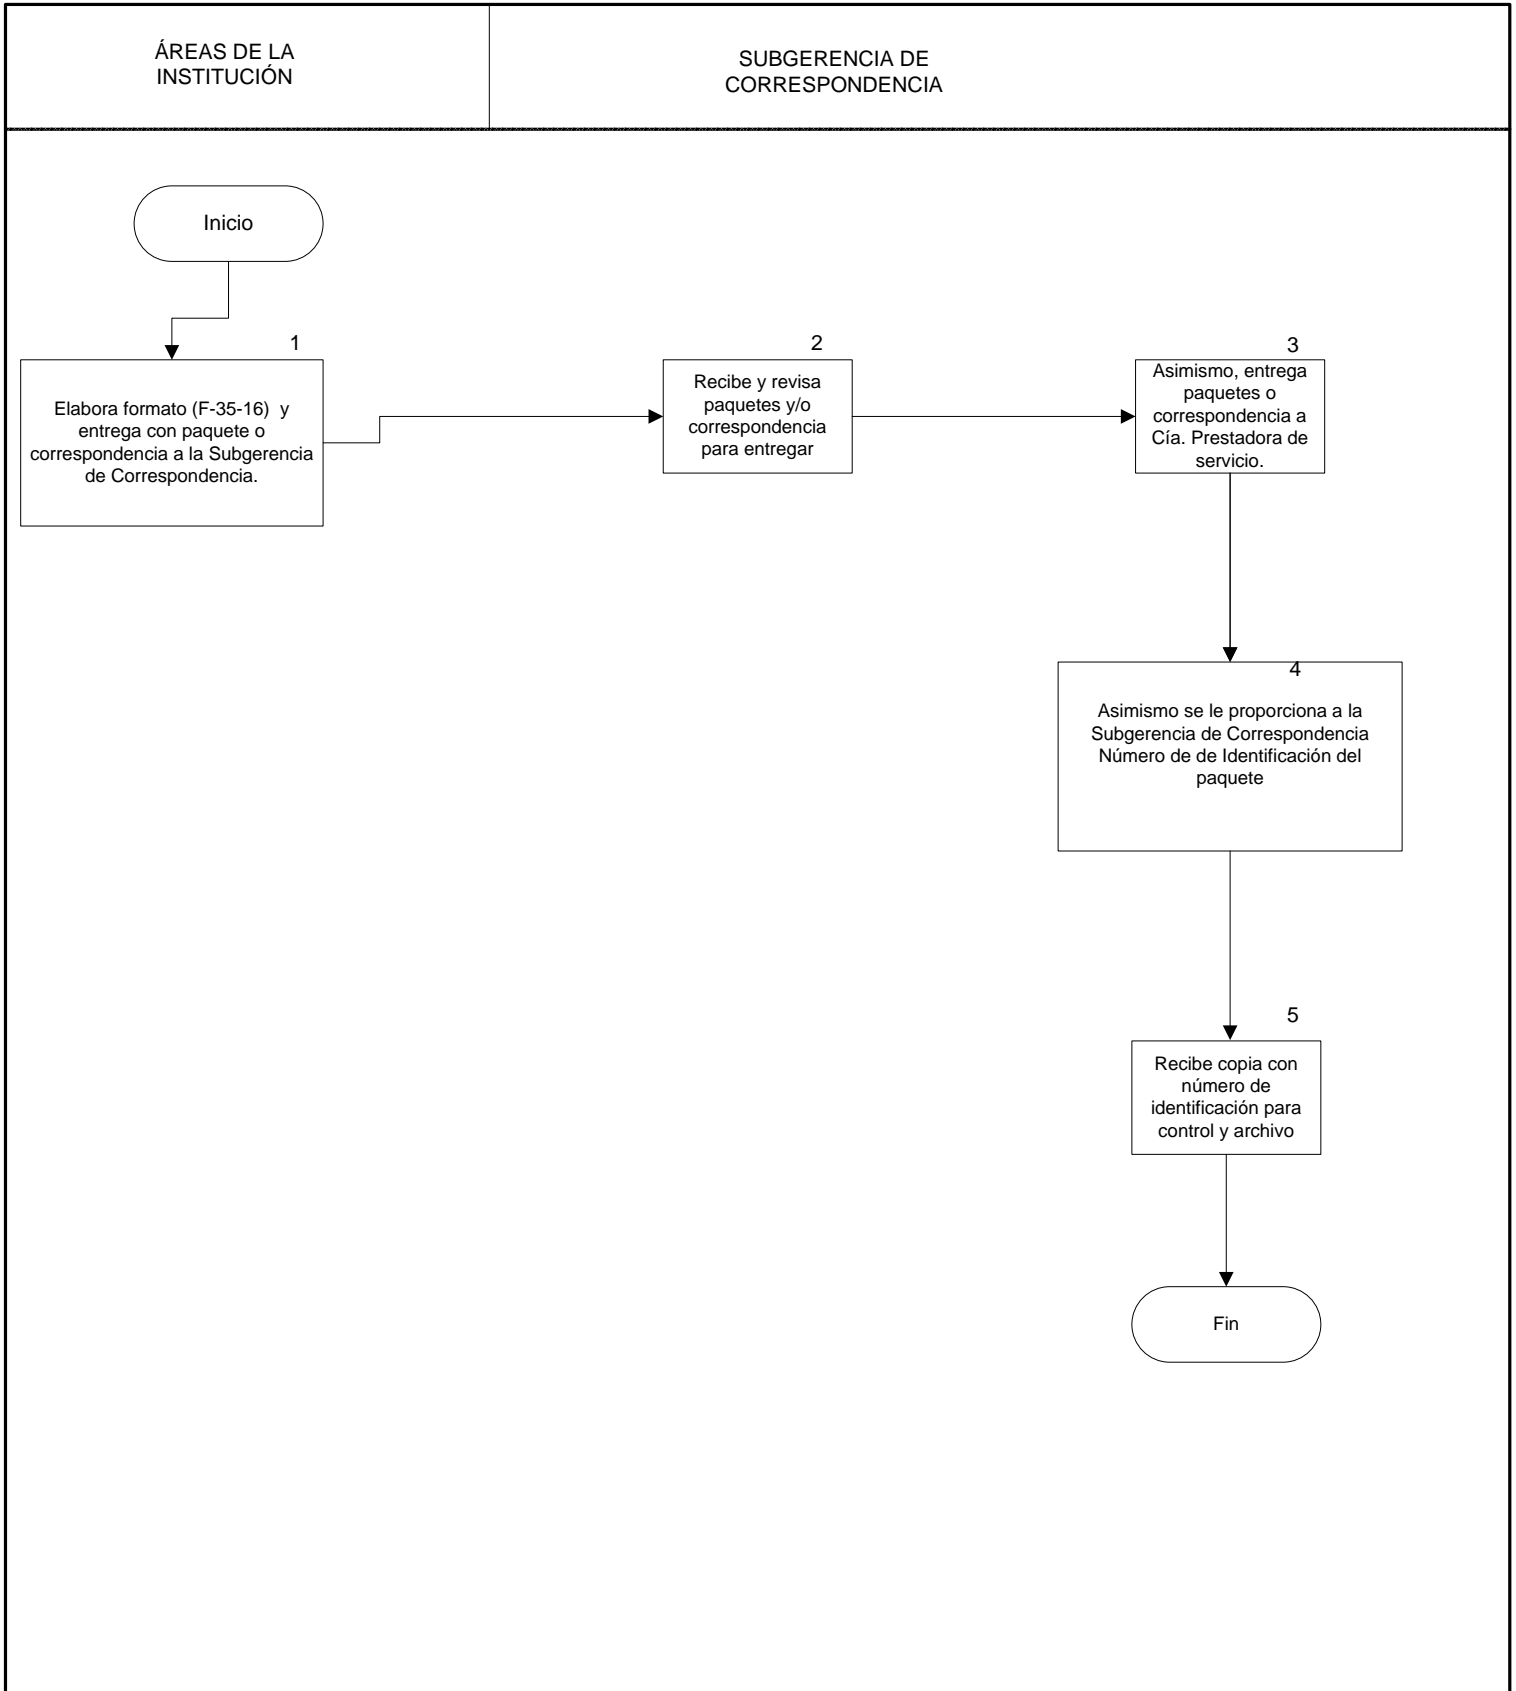 ÁREAS DE LA
INSTITUCIÓN
SUBGERENCIA DE
CORRESPONDENCIA
Inicio
1
Elabora formato (F-35-16)  y
entrega con paquete o
correspondencia a la Subgerencia
de Correspondencia.
2
Recibe y revisa
paquetes y/o
correspondencia
para entregar
3
Asimismo, entrega
paquetes o
correspondencia a
Cía. Prestadora de
servicio.
4
Asimismo se le proporciona a la
Subgerencia de Correspondencia
Número de de Identificación del
paquete
5
Recibe copia con
número de
identificación para
control y archivo
Fin